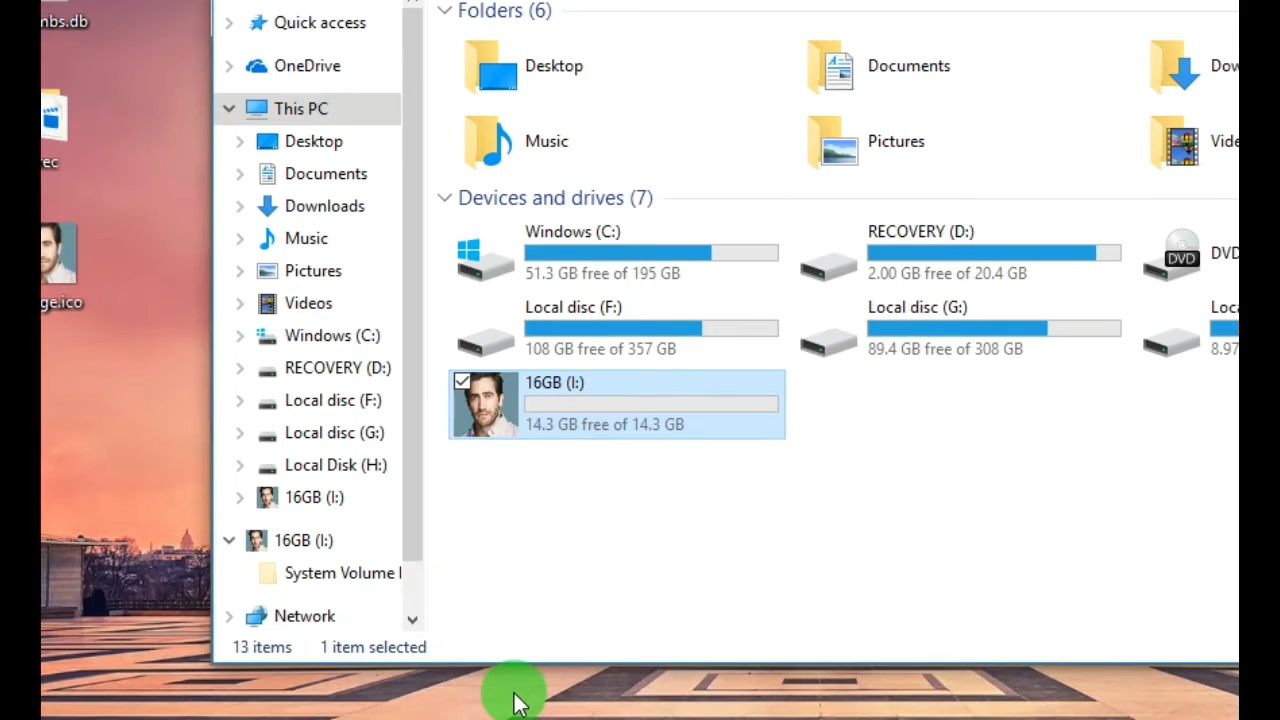 mbs.db
ec
ge.ico
Quick access
OneDrive
This PC
Desktop
Documents
Downloads
Music
Pictures
Videos
Windows (C:)
RECOVERY (D:)
Local disc (F:)
Local disc (G:)
Local Disk (H:)
16GB (I:)
16GB (I:)
System Volume I
Network
13 items 1 item selected
Folders (6)
Desktop
Documents
Dow
Music
Pictures
Vide
Devices and drives (7)
Windows (C:)
51.3 GB free of 195 GB
RECOVERY (D:)
2.00 GB free of 20.4 GB
DVD
DVD
Local disc (F:)
108 GB free of 357 GB
Local disc (G:)
89.4 GB free of 308 GB
Loca
8.97
16GB (I:)
14.3 GB free of 14.3 GB